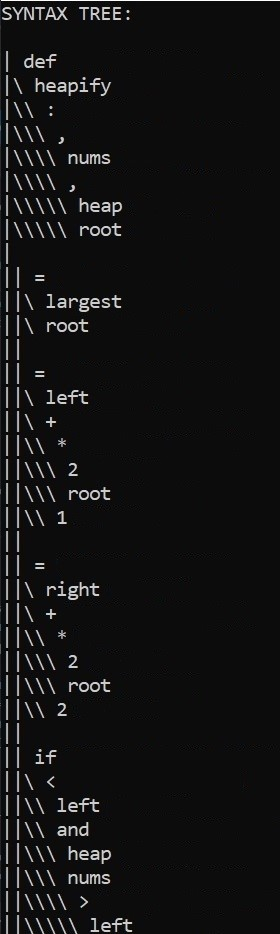 SYNTAX TREE:
| def
|\ heapify
|\\ :
|\\\ ,
|\\\\ nums
|\\\\ ,
|\\\\\ heap
|\\\\\ root
|
|| =
||\ largest
||\ root
||
|| =
||\ left
||\ +
||\\ *
||\\\ 2
||\\\ root
||\\ 1
||
|| =
||\ right
||\ +
||\\ *
||\\\ 2
||\\\ root
||\\ 2
||
|| if
||\ <
||\\ left
||\\ and
||\\\ heap
||\\\ nums
||\\\\ >
||\\\\\ left